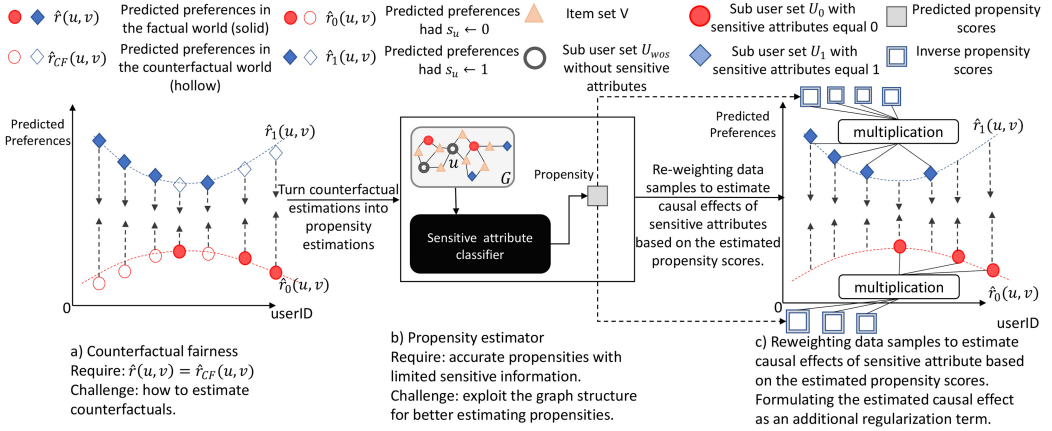 r̂(u, v)
Predicted preferences in
the factual world (solid)
r̂_CF(u, v)
Predicted preferences in
the counterfactual world
(hollow)
r̂₀(u, v)
Predicted preferences
had s_u ← 0
r̂₁(u, v)
Predicted preferences
had s_u ← 1
Item set V
Sub user set U_wos
without sensitive
attributes
Sub user set U₀ with
sensitive attributes equal 0
Sub user set U₁ with
sensitive attributes equal 1
Predicted propensity
scores
Inverse propensity
scores
Predicted
Preferences
r̂₁(u, v)
r̂₀(u, v)
0
userID
Turn counterfactual
estimations into
propensity
estimations
u
G
Propensity
Sensitive attribute
classifier
Re-weighting data
samples to estimate
causal effects of
sensitive attributes
based on the estimated
propensity scores.
Predicted
Preferences
multiplication
r̂₁(u, v)
multiplication
r̂₀(u, v)
0
userID
a) Counterfactual fairness
Require: r̂(u, v) = r̂_CF(u, v)
Challenge: how to estimate
counterfactuals.
b) Propensity estimator
Require: accurate propensities with
limited sensitive information.
Challenge: exploit the graph structure
for better estimating propensities.
c) Reweighting data samples to estimate
causal effects of sensitive attribute based
on the estimated propensity scores.
Formulating the estimated causal effect
as an additional regularization term.